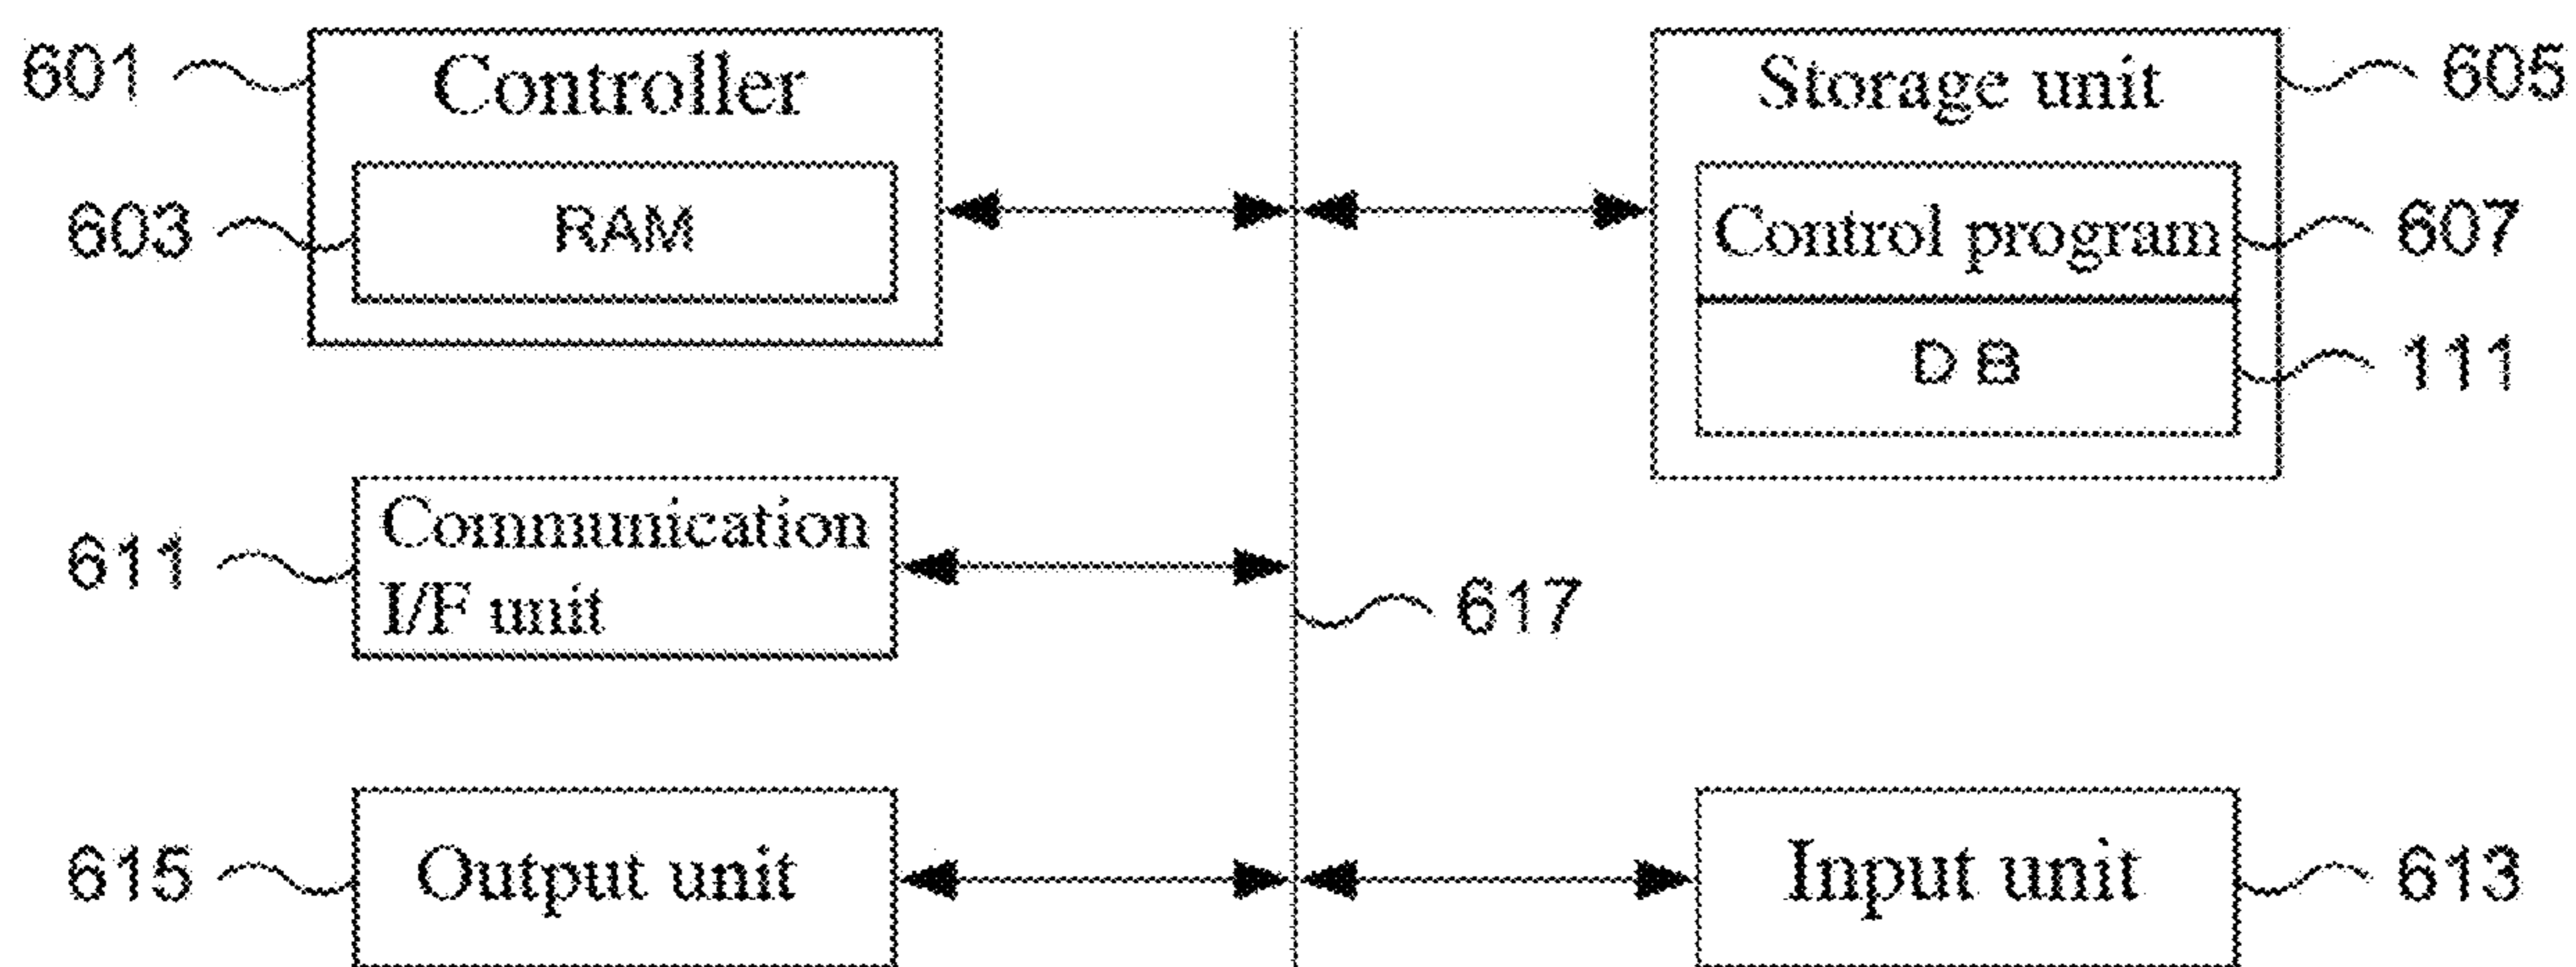 601
Controller
603
RAM
Storage unit
605
Control program
607
D B
111
611
Communication
I/F unit
617
615
Output unit
Input unit
613